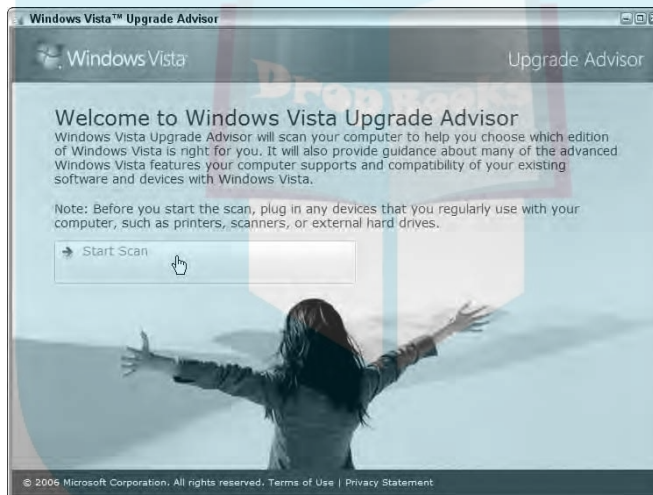 Windows Vista™ Upgrade Advisor
Windows Vista™
Upgrade Advisor
Drop Books
Welcome to Windows Vista Upgrade Advisor
Windows Vista Upgrade Advisor will scan your computer to help you choose which edition
of Windows Vista is right for you. It will also provide guidance about many of the advanced
Windows Vista features your computer supports and compatibility of your existing
software and devices with Windows Vista.
Note: Before you start the scan, plug in any devices that you regularly use with your
computer, such as printers, scanners, or external hard drives.
Start Scan
© 2006 Microsoft Corporation. All rights reserved. Terms of Use | Privacy Statement